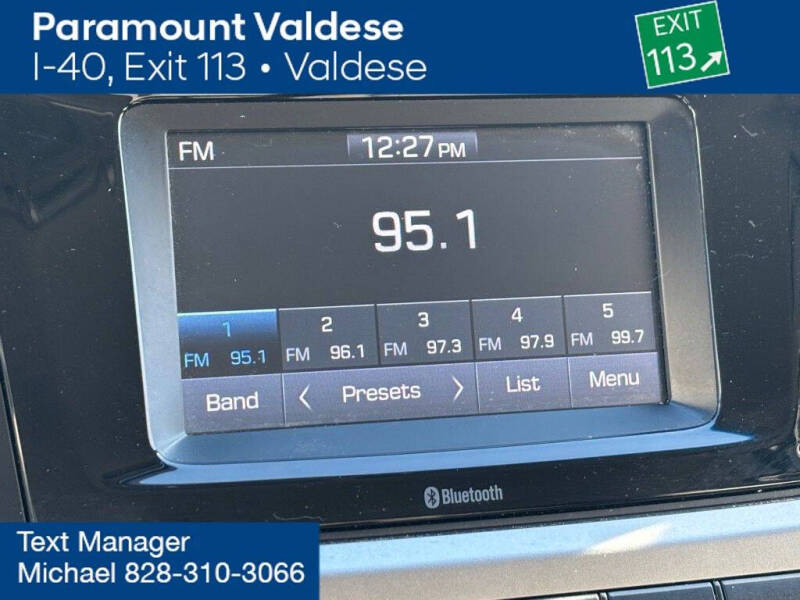 Paramount Valdese
I-40, Exit 113 • Valdese
EXIT
113
FM
12:27 PM
95.1
1 2 3 4 5
FM 95.1 FM 96.1 FM 97.3 FM 97.9 FM 99.7
Band < Presets > List Menu
Bluetooth
Text Manager
Michael 828-310-3066